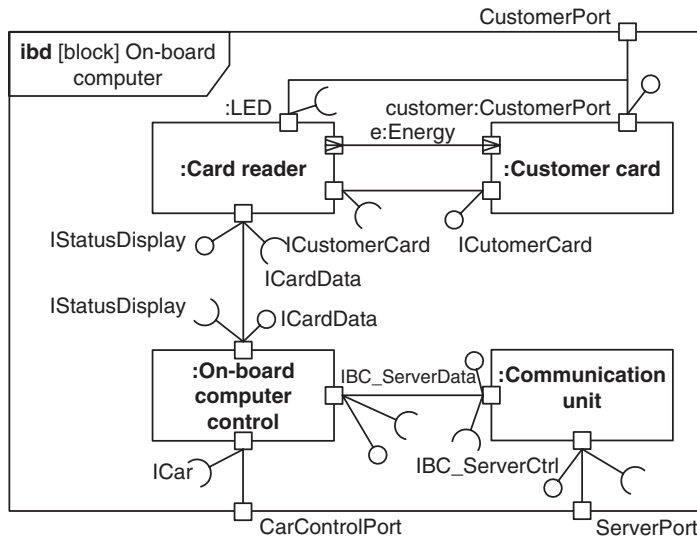 CustomerPort
ibd [block] On-board
computer
:LED
customer:CustomerPort
e:Energy
:Card reader
:Customer card
IStatusDisplay
ICustomerCard
ICutomerCard
ICardData
IStatusDisplay
ICardData
:On-board
computer
control
IBC_ServerData
:Communication
unit
ICar
IBC_ServerCtrl
CarControlPort
ServerPort